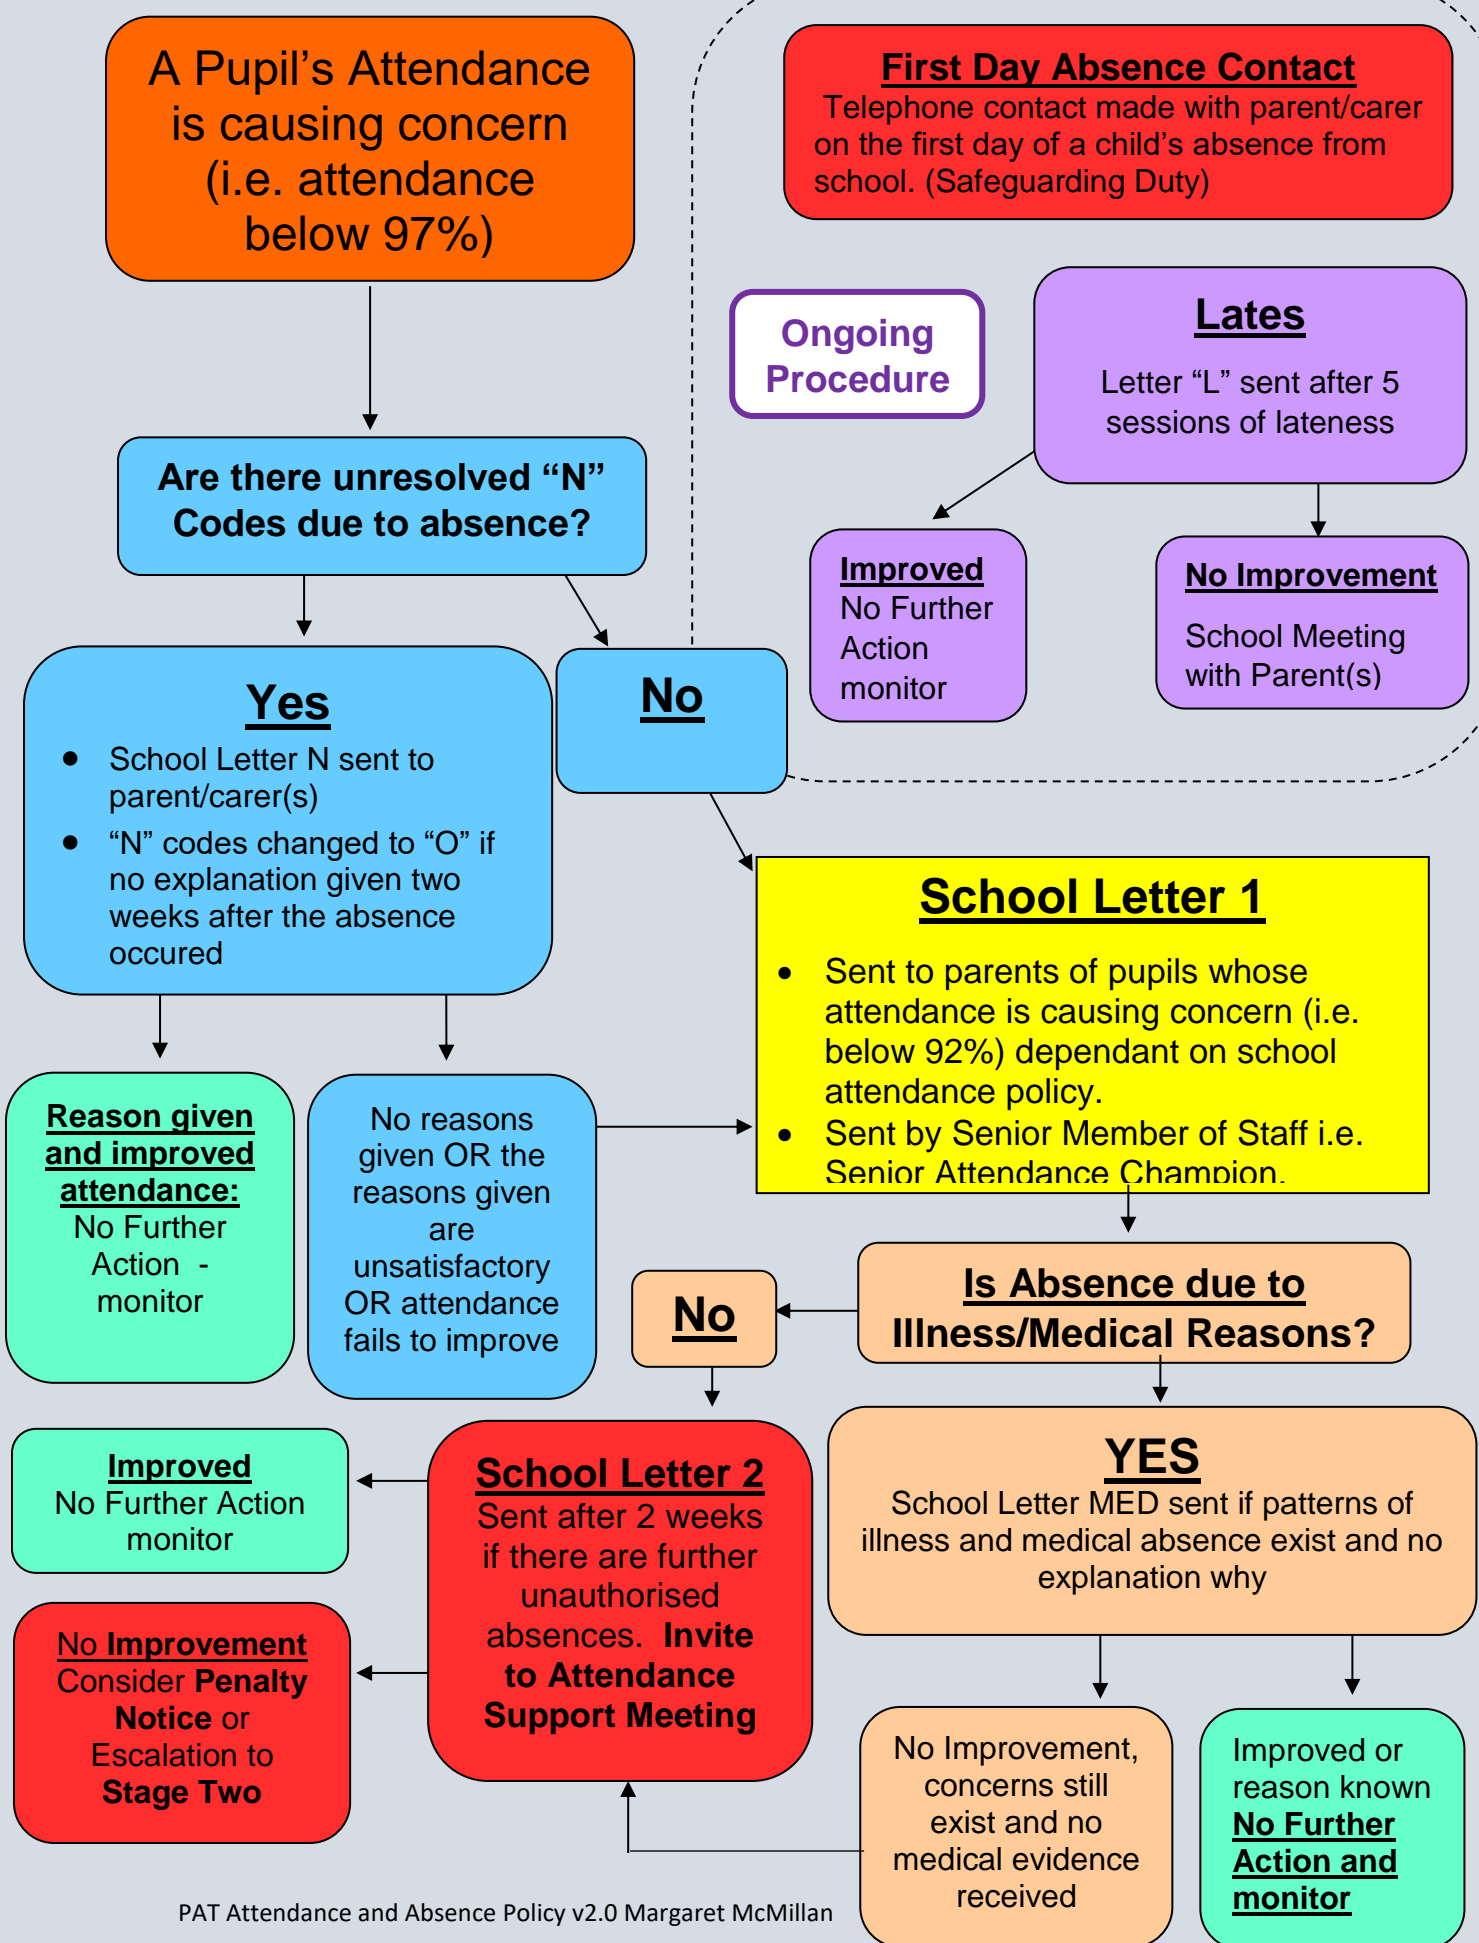 A Pupil’s Attendance
is causing concern
(i.e. attendance
below 97%)
First Day Absence Contact
Telephone contact made with parent/carer
on the first day of a child’s absence from
school. (Safeguarding Duty)
Ongoing
Procedure
Lates
Letter “L” sent after 5
sessions of lateness
Are there unresolved “N”
Codes due to absence?
Improved
No Further
Action
monitor
No Improvement
School Meeting
with Parent(s)
Yes
• School Letter N sent to
parent/carer(s)
• “N” codes changed to “O” if
no explanation given two
weeks after the absence
occured
No
School Letter 1
• Sent to parents of pupils whose
attendance is causing concern (i.e.
below 92%) dependant on school
attendance policy.
• Sent by Senior Member of Staff i.e.
Senior Attendance Champion.
Reason given
and improved
attendance:
No Further
Action -
monitor
No reasons
given OR the
reasons given
are
unsatisfactory
OR attendance
fails to improve
Is Absence due to
Illness/Medical Reasons?
No
YES
School Letter MED sent if patterns of
illness and medical absence exist and no
explanation why
School Letter 2
Sent after 2 weeks
if there are further
unauthorised
absences. Invite
to Attendance
Support Meeting
Improved
No Further Action
monitor
No Improvement
Consider Penalty
Notice or
Escalation to
Stage Two
No Improvement,
concerns still
exist and no
medical evidence
received
Improved or
reason known
No Further
Action and
monitor
PAT Attendance and Absence Policy v2.0 Margaret McMillan